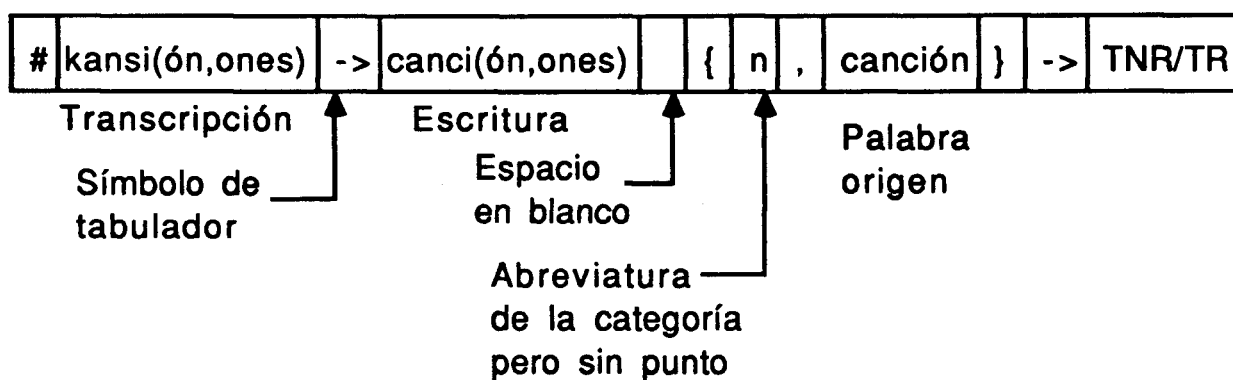 # kansi(ón,ones) -> canci(ón,ones) { n , canción } -> TNR/TR
Transcripción Escritura
Símbolo de
tabulador
Espacio
en blanco
Palabra
origen
Abreviatura
de la categoría
pero sin punto